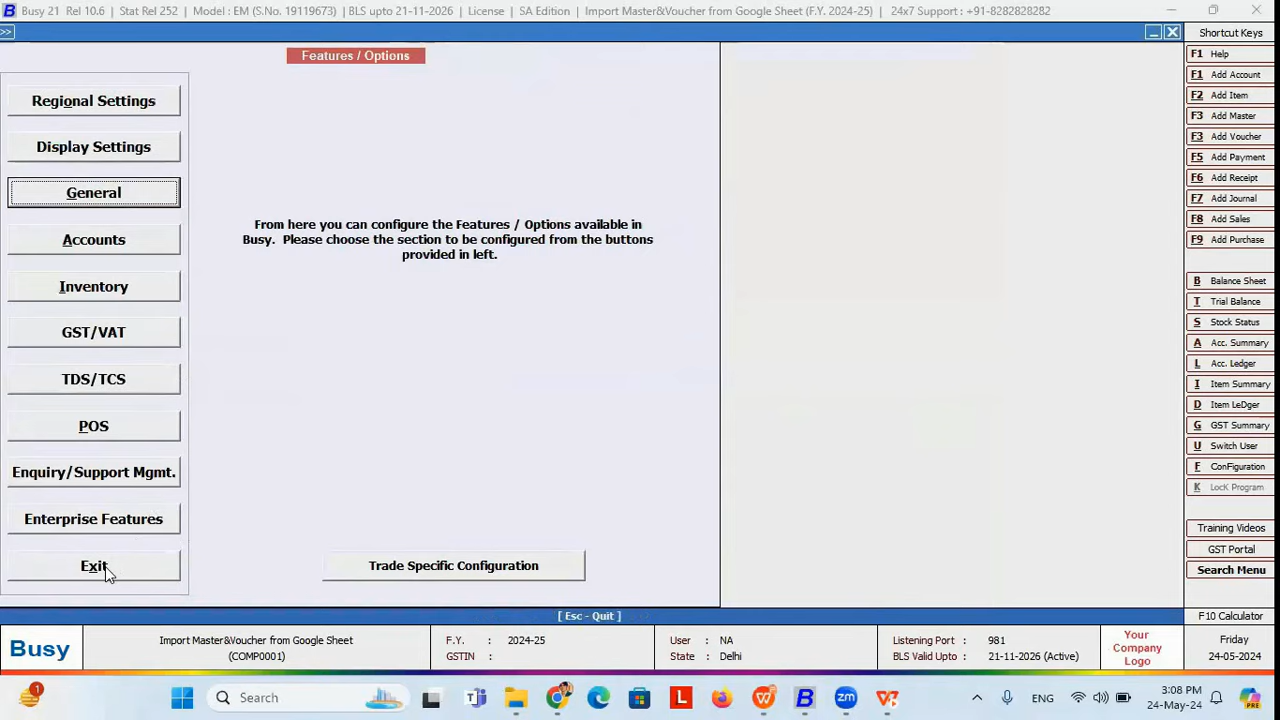 Busy 21 Rel 10.6 | Stat Rel 252 | Model : EM (S.No. 19119673) | BLS upto 21-11-2026 | License | SA Edition | Import Master&Voucher from Google Sheet (F.Y. 2024-25) | 24x7 Support : +91-8282828282
>>
Shortcut Keys
Features / Options
Regional Settings
Display Settings
General
Accounts
Inventory
GST/VAT
TDS/TCS
POS
Enquiry/Support Mgmt.
Enterprise Features
Exit
From here you can configure the Features / Options available in
Busy. Please choose the section to be configured from the buttons
provided in left.
Trade Specific Configuration
F1 Help
F1 Add Account
F2 Add Item
F3 Add Master
F3 Add Voucher
F5 Add Payment
F6 Add Receipt
F7 Add Journal
F8 Add Sales
F9 Add Purchase
B Balance Sheet
T Trial Balance
S Stock Status
A Acc. Summary
L Acc. Ledger
I Item Summary
D Item LeDger
G GST Summary
U Switch User
F ConFiguration
K LocK Program
Training Videos
GST Portal
Search Menu
[ Esc - Quit ]
F10 Calculator
Busy
Import Master&Voucher from Google Sheet
(COMP0001)
F.Y. : 2024-25
GSTIN :
User : NA
State : Delhi
Listening Port : 981
BLS Valid Upto : 21-11-2026 (Active)
Your
Company
Logo
Friday
24-05-2024
1
Search
ENG
3:08 PM
24-May-24
PRE